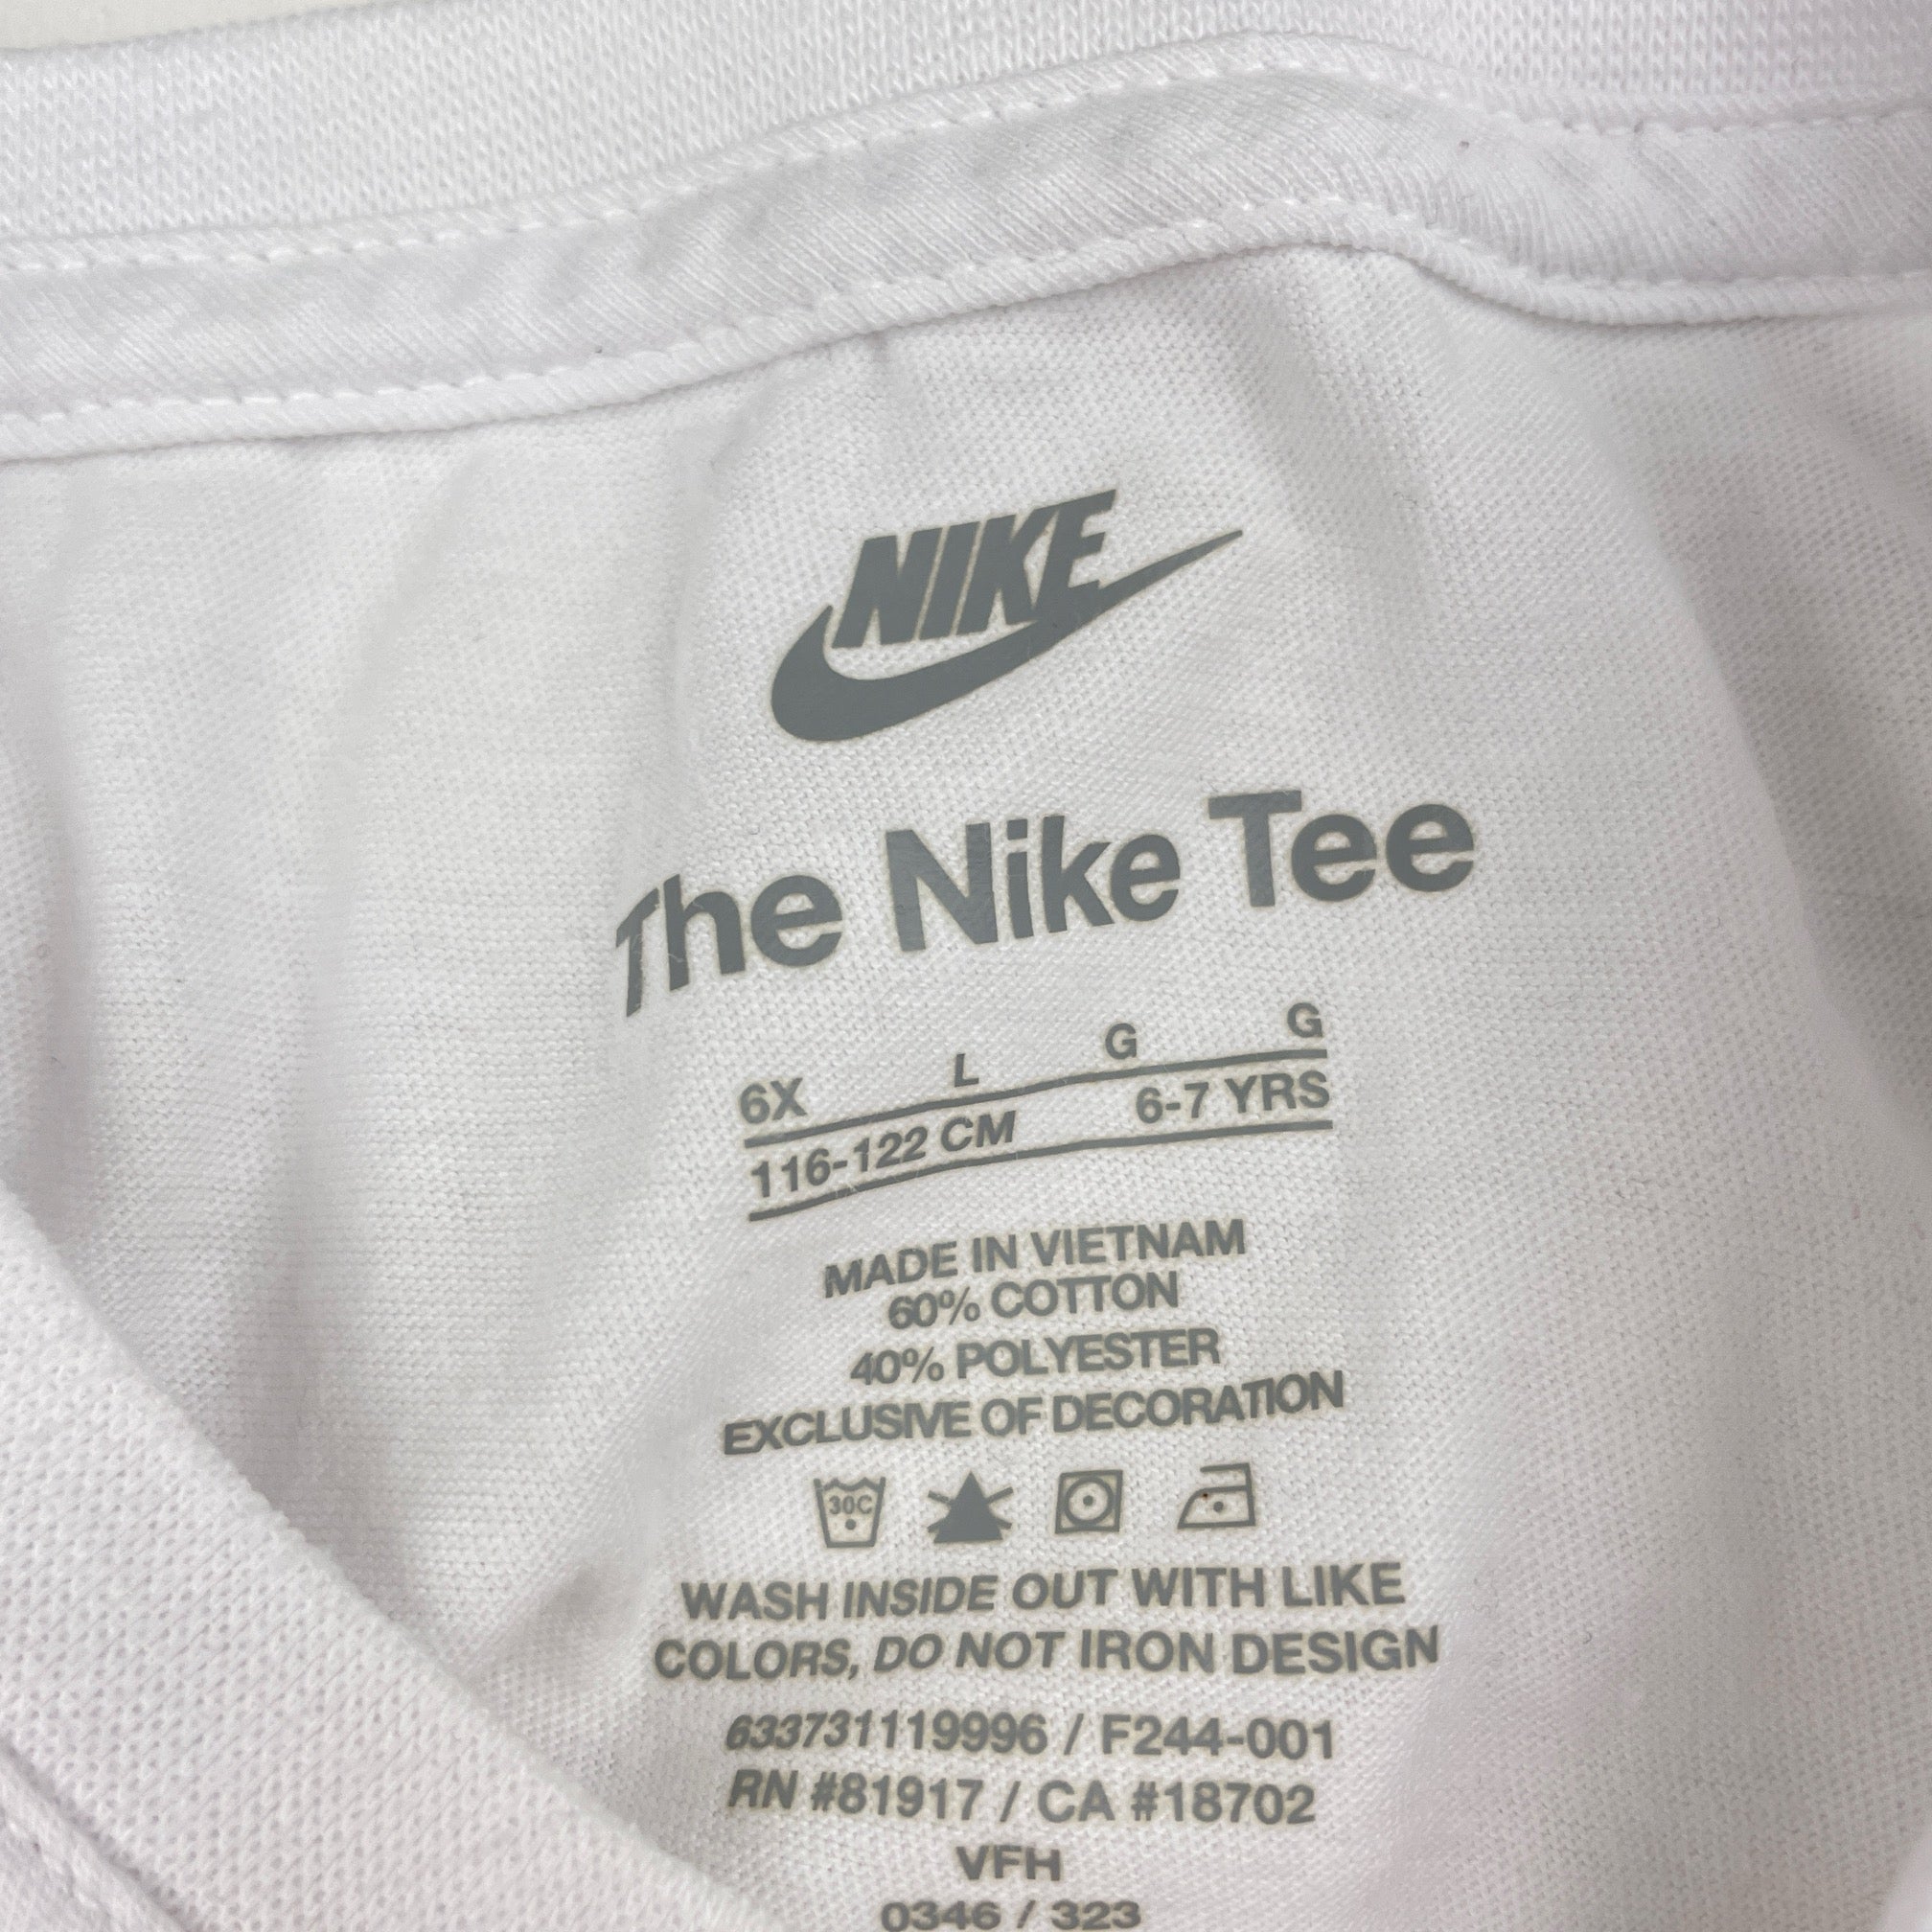 NIKE
The Nike Tee
6X L G G
116-122 CM 6-7 YRS
MADE IN VIETNAM
60% COTTON
40% POLYESTER
EXCLUSIVE OF DECORATION
30C
WASH INSIDE OUT WITH LIKE
COLORS, DO NOT IRON DESIGN
633731119996 / F244-001
RN #81917 / CA #18702
VFH
0346 / 323